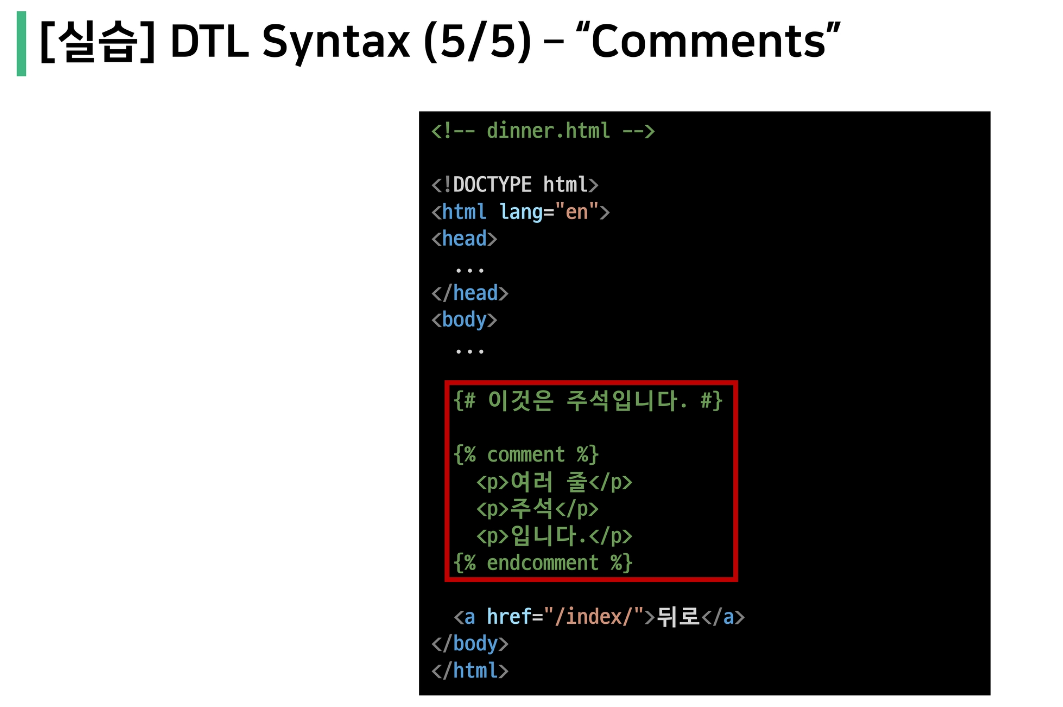 [실습] DTL Syntax (5/5) – “Comments”
<!-- dinner.html -->
<!DOCTYPE html>
<html lang="en">
<head>
...
</head>
<body>
...
{# 이것은 주석입니다. #}
{% comment %}
<p>여러 줄</p>
<p>주석</p>
<p>입니다.</p>
{% endcomment %}
<a href="/index/">뒤로</a>
</body>
</html>